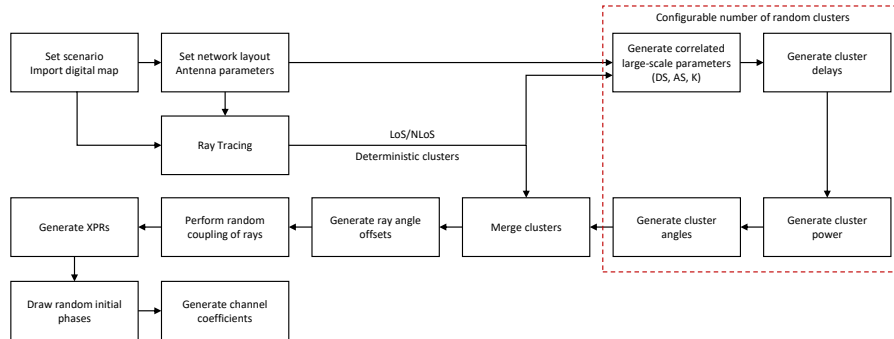 Configurable number of random clusters
Set scenario
Import digital map
Set network layout
Antenna parameters
Generate correlated
large-scale parameters
(DS, AS, K)
Generate cluster
delays
Ray Tracing
LoS/NLoS
Deterministic clusters
Generate XPRs
Perform random
coupling of rays
Generate ray angle
offsets
Merge clusters
Generate cluster
angles
Generate cluster
power
Draw random initial
phases
Generate channel
coefficients